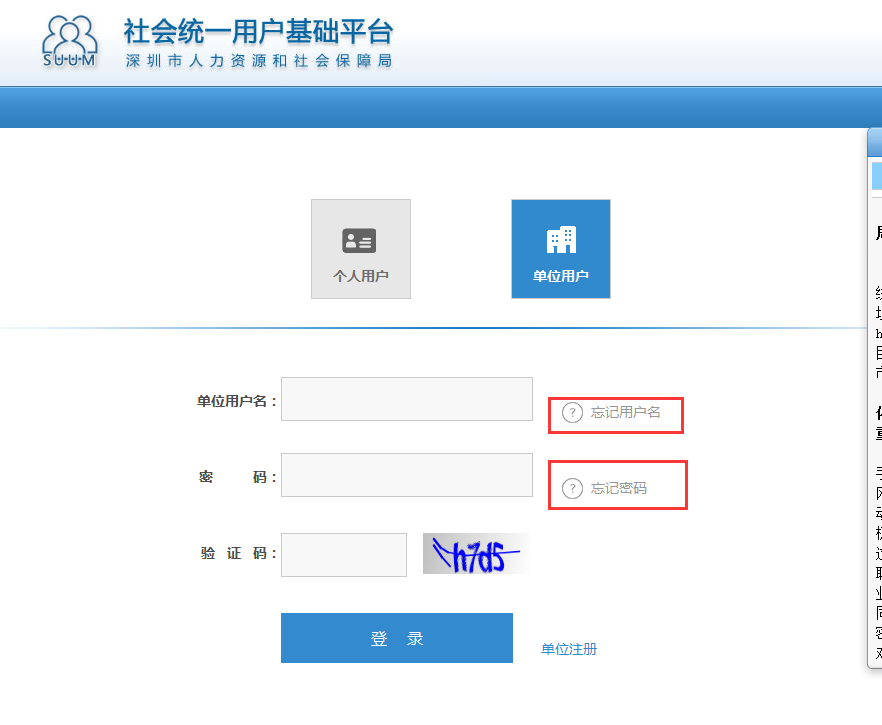 社会统一用户基础平台
深圳市人力资源和社会保障局
SUUM
个人用户
单位用户
单位用户名：
? 忘记用户名
密 码：
? 忘记密码
验 证 码：
h7d5
登 录
单位注册